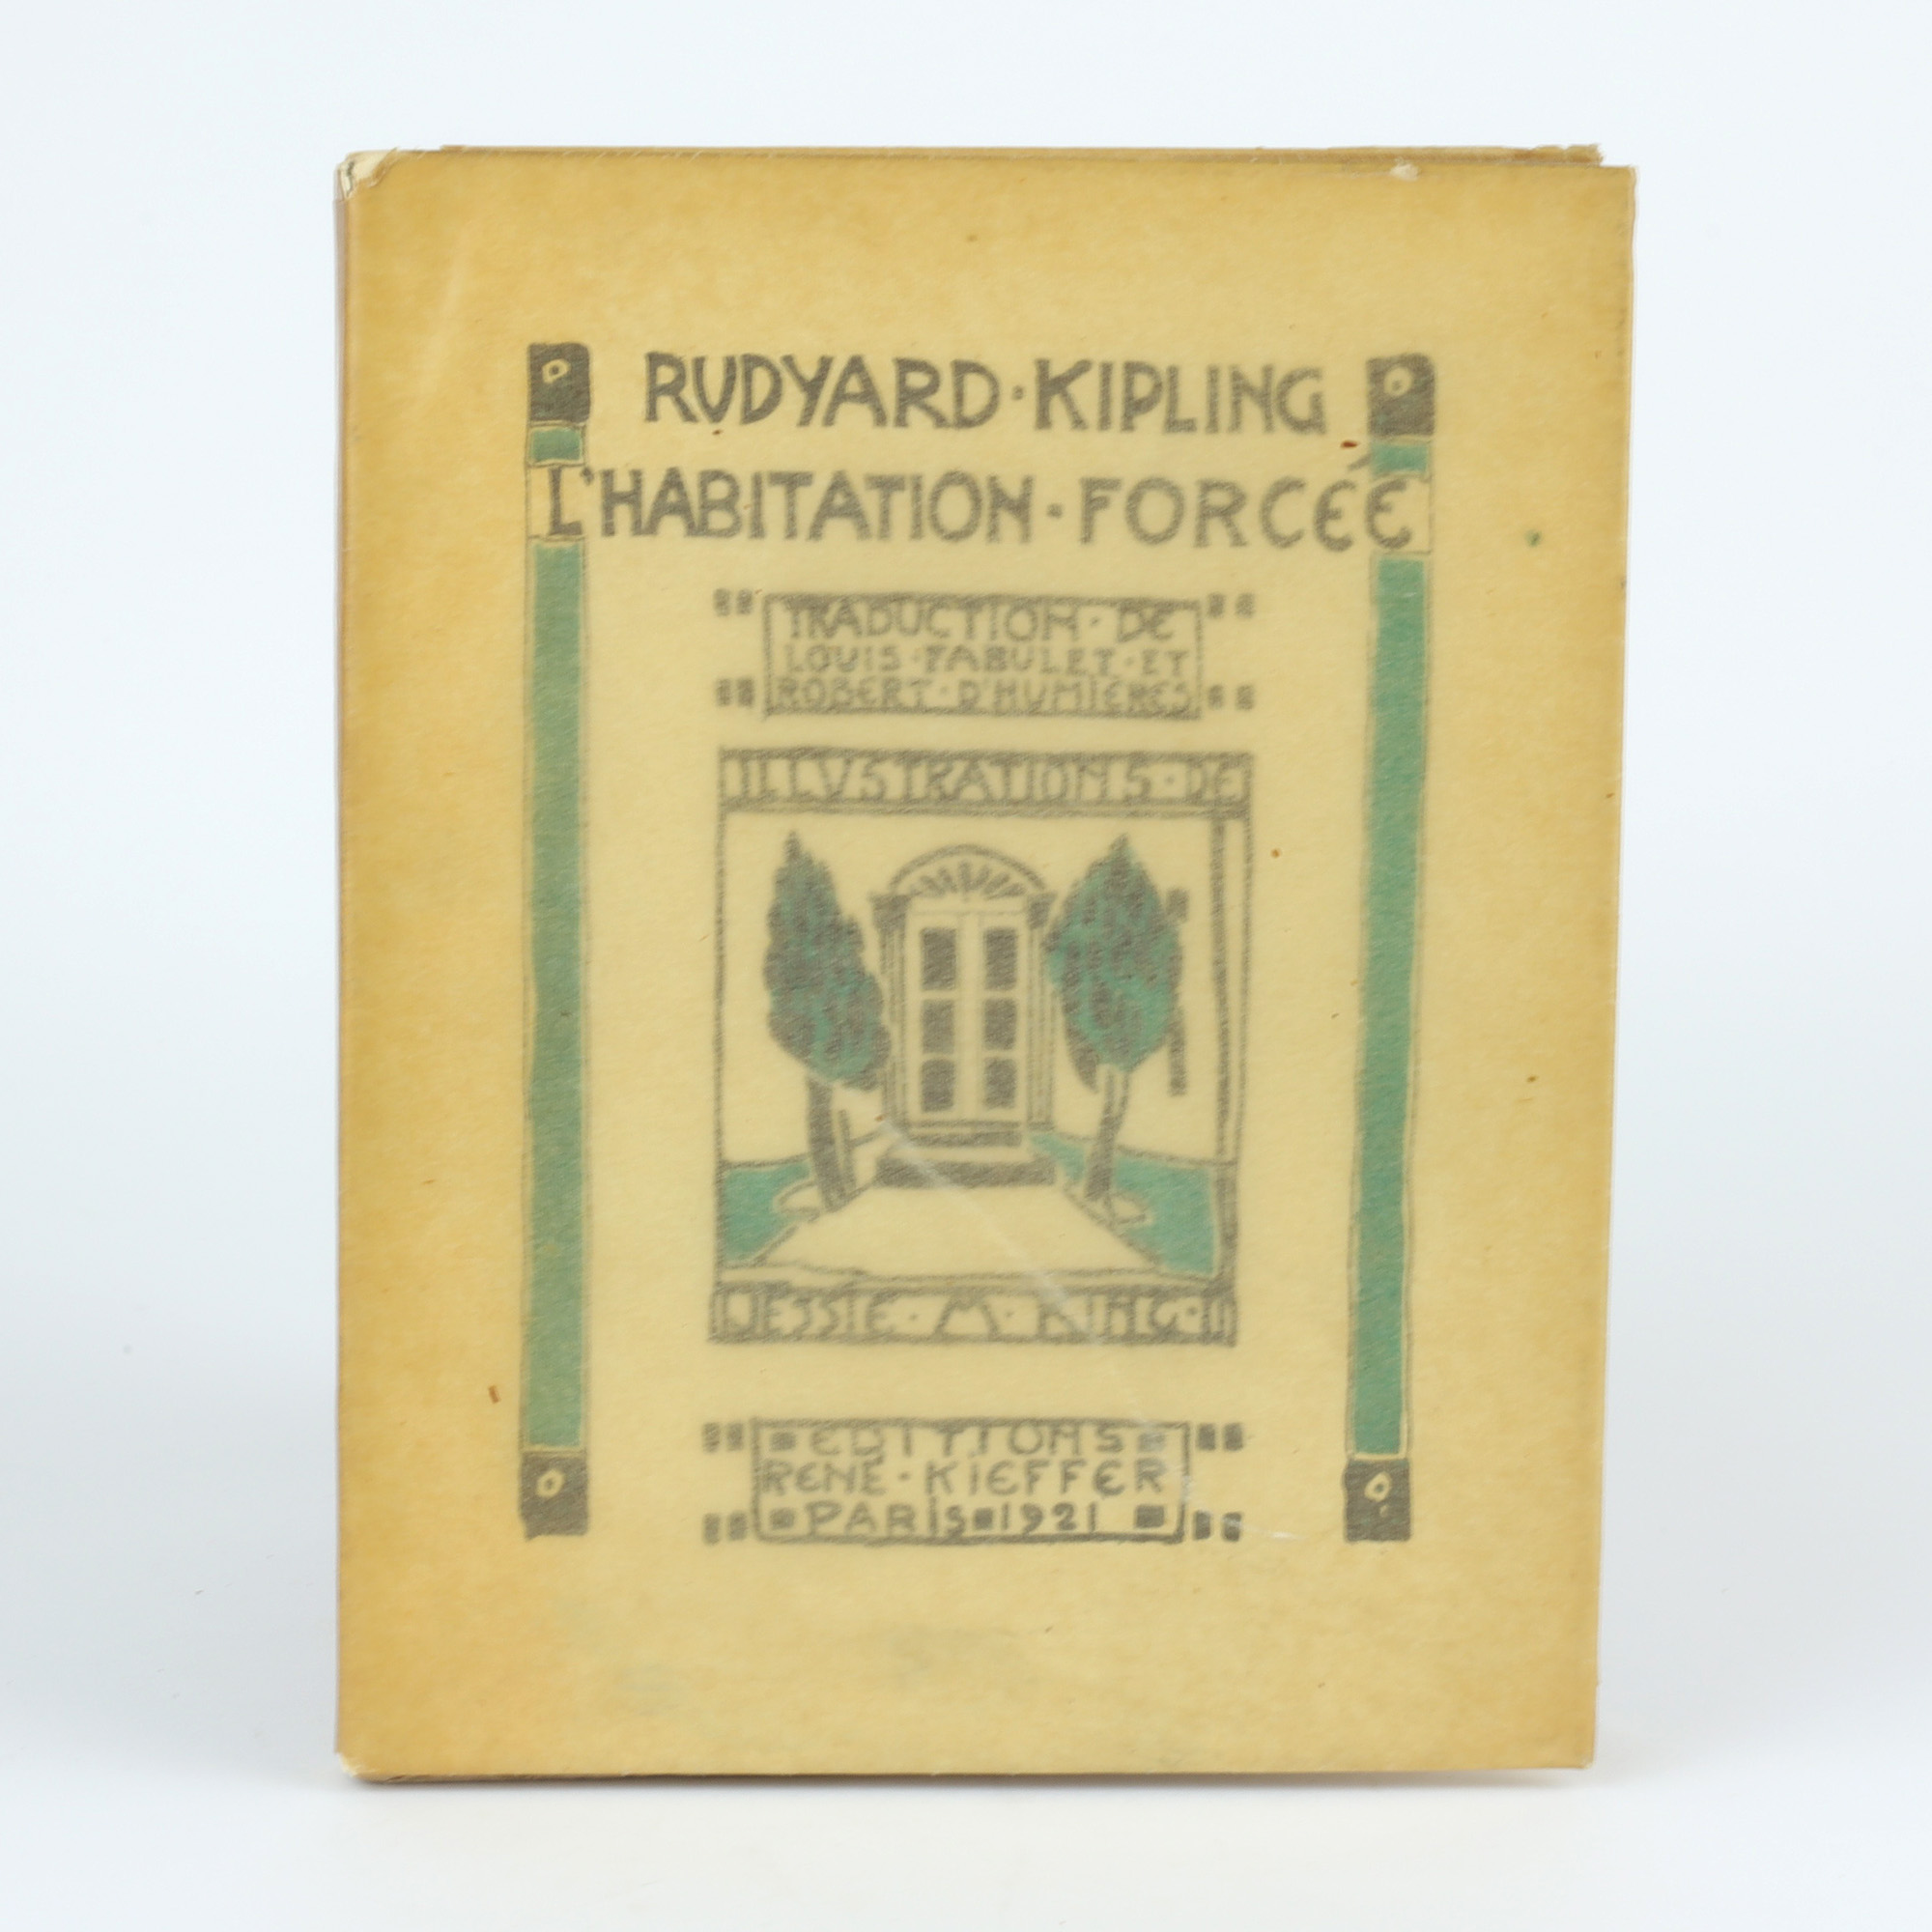 RUDYARD·KIPLING
L'HABITATION·FORCÉE
TRADUCTION·DE
LOUIS·FABULET·ET
ROBERT·D'HUMIÈRES
ILLVSTRATIONS·DE
JESSIE·M·KING
EDITIONS
RENÉ·KIEFFER
PARIS 1921